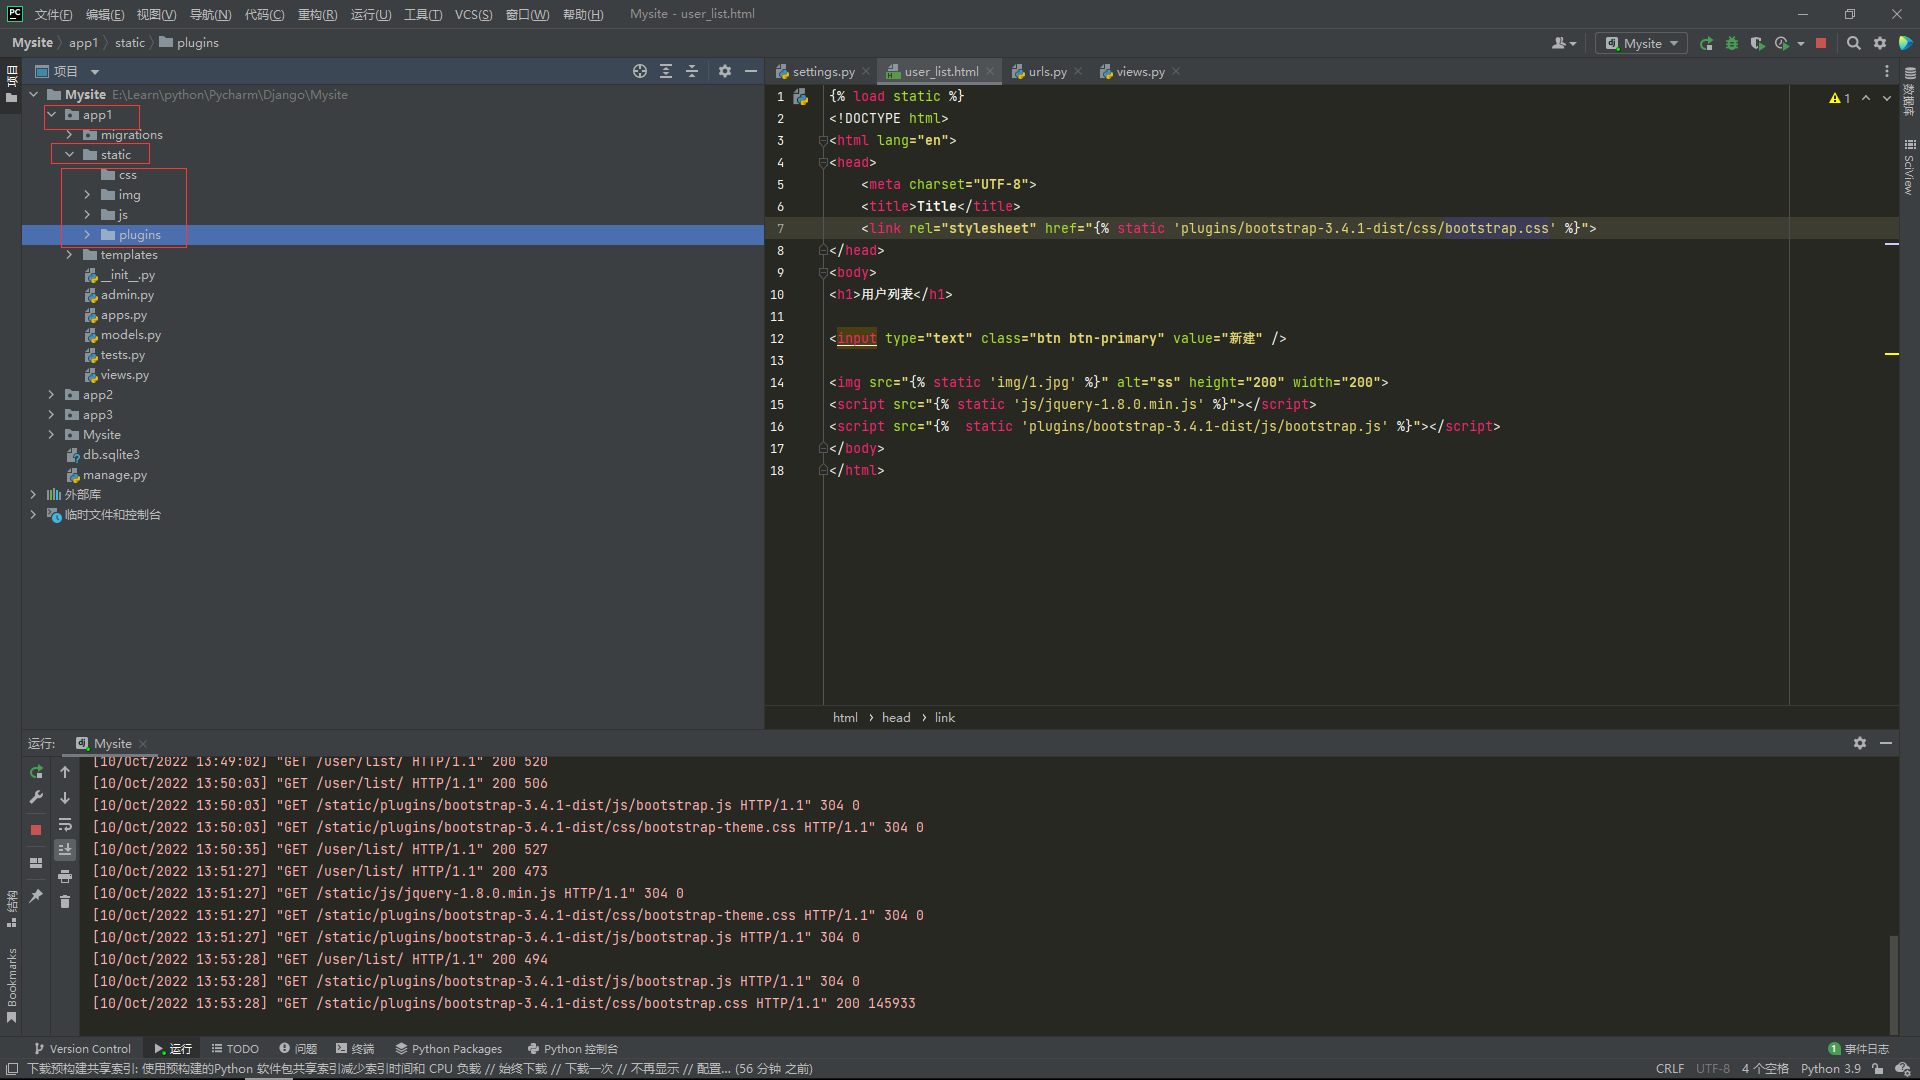 PC 文件(F) 编辑(E) 视图(V) 导航(N) 代码(C) 重构(R) 运行(U) 工具(T) VCS(S) 窗口(W) 帮助(H) Mysite - user_list.html
Mysite app1 static plugins
Mysite
项目
settings.py user_list.html urls.py views.py
项目
Mysite E:\Learn\python\Pycharm\Django\Mysite
app1
migrations
static
css
img
js
plugins
templates
__init__.py
admin.py
apps.py
models.py
tests.py
views.py
app2
app3
Mysite
db.sqlite3
manage.py
外部库
临时文件和控制台
1 {% load static %}
2 <!DOCTYPE html>
3 <html lang="en">
4 <head>
5 <meta charset="UTF-8">
6 <title>Title</title>
7 <link rel="stylesheet" href="{% static 'plugins/bootstrap-3.4.1-dist/css/bootstrap.css' %}">
8 </head>
9 <body>
10 <h1>用户列表</h1>
11
12 <input type="text" class="btn btn-primary" value="新建" />
13
14 <img src="{% static 'img/1.jpg' %}" alt="ss" height="200" width="200">
15 <script src="{% static 'js/jquery-1.8.0.min.js' %}"></script>
16 <script src="{%  static 'plugins/bootstrap-3.4.1-dist/js/bootstrap.js' %}"></script>
17 </body>
18 </html>
1
数据库
SciView
html › head › link
运行: Mysite
[10/Oct/2022 13:49:02] "GET /user/list/ HTTP/1.1" 200 520
[10/Oct/2022 13:50:03] "GET /user/list/ HTTP/1.1" 200 506
[10/Oct/2022 13:50:03] "GET /static/plugins/bootstrap-3.4.1-dist/js/bootstrap.js HTTP/1.1" 304 0
[10/Oct/2022 13:50:03] "GET /static/plugins/bootstrap-3.4.1-dist/css/bootstrap-theme.css HTTP/1.1" 304 0
[10/Oct/2022 13:50:35] "GET /user/list/ HTTP/1.1" 200 527
[10/Oct/2022 13:51:27] "GET /user/list/ HTTP/1.1" 200 473
[10/Oct/2022 13:51:27] "GET /static/js/jquery-1.8.0.min.js HTTP/1.1" 304 0
[10/Oct/2022 13:51:27] "GET /static/plugins/bootstrap-3.4.1-dist/css/bootstrap-theme.css HTTP/1.1" 304 0
[10/Oct/2022 13:51:27] "GET /static/plugins/bootstrap-3.4.1-dist/js/bootstrap.js HTTP/1.1" 304 0
[10/Oct/2022 13:53:28] "GET /user/list/ HTTP/1.1" 200 494
[10/Oct/2022 13:53:28] "GET /static/plugins/bootstrap-3.4.1-dist/js/bootstrap.js HTTP/1.1" 304 0
[10/Oct/2022 13:53:28] "GET /static/plugins/bootstrap-3.4.1-dist/css/bootstrap.css HTTP/1.1" 200 145933
结构
Bookmarks
Version Control 运行 TODO 问题 终端 Python Packages Python 控制台 1 事件日志
下载预构建共享索引: 使用预构建的Python 软件包共享索引减少索引时间和 CPU 负载 // 始终下载 // 下载一次 // 不再显示 // 配置... (56 分钟 之前) CRLF UTF-8 4 个空格 Python 3.9